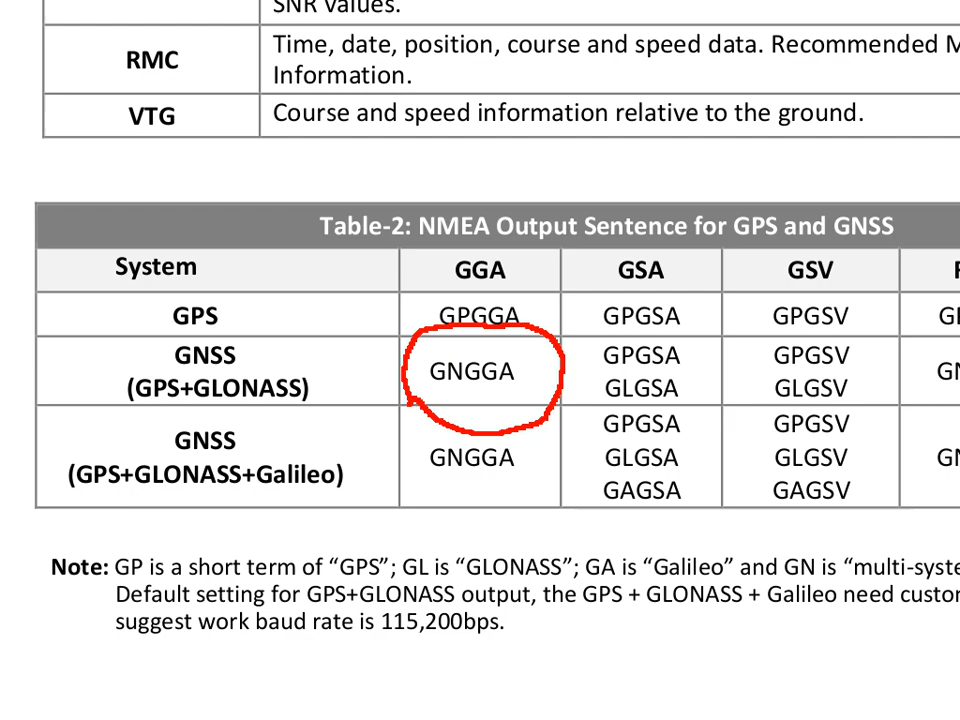 SNR values.
RMC
Time, date, position, course and speed data. Recommended
Information.
VTG
Course and speed information relative to the ground.
Table-2: NMEA Output Sentence for GPS and GNSS
System GGA GSA GSV
GPS GPGGA GPGSA GPGSV
GNSS
(GPS+GLONASS)
GNGGA
GPGSA
GLGSA
GPGSV
GLGSV
GNSS
(GPS+GLONASS+Galileo)
GNGGA
GPGSA
GLGSA
GAGSA
GPGSV
GLGSV
GAGSV
Note: GP is a short term of “GPS”; GL is “GLONASS”; GA is “Galileo” and GN is “multi-syste
Default setting for GPS+GLONASS output, the GPS + GLONASS + Galileo need custo
suggest work baud rate is 115,200bps.